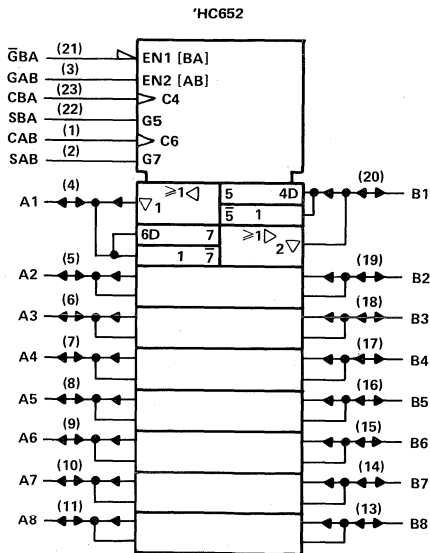 'HC652
G̅BA (21) EN1 [BA]
GAB (3) EN2 [AB]
CBA (23) C4
SBA (22) G5
CAB (1) C6
SAB (2) G7
A1 (4) ⩾1 ▽1 5 4D (20) B1
5̅ 1
6D 7 ⩾1 2▽
1 7̅
A2 (5) (19) B2
A3 (6) (18) B3
A4 (7) (17) B4
A5 (8) (16) B5
A6 (9) (15) B6
A7 (10) (14) B7
A8 (11) (13) B8